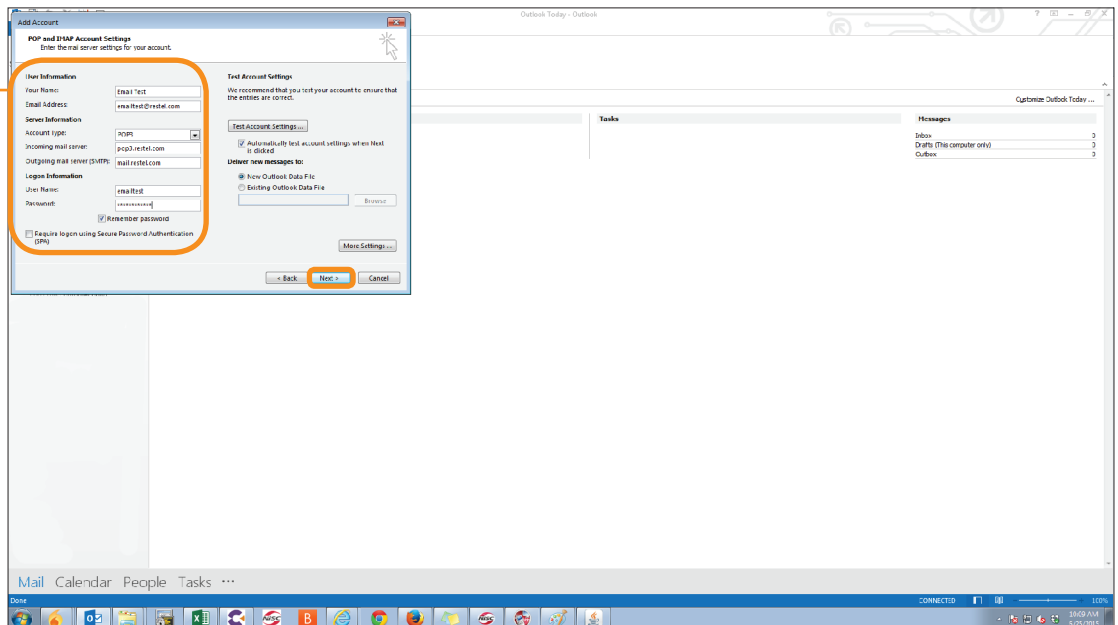 Outlook Today - Outlook
Add Account
POP and IMAP Account Settings
Enter the mail server settings for your account.
User Information
Your Name:
Email Test
Email Address:
emailtest@restel.com
Server Information
Account Type:
POP3
Incoming mail server:
pop3.restel.com
Outgoing mail server (SMTP):
mail.restel.com
Logon Information
User Name:
emailtest
Password:
************
Remember password
Require logon using Secure Password Authentication
(SPA)
Test Account Settings
We recommend that you test your account to ensure that
the entries are correct.
Test Account Settings ...
Automatically test account settings when Next
is clicked
Deliver new messages to:
New Outlook Data File
Existing Outlook Data File
Browse
More Settings ...
< Back
Next >
Cancel
Customize Outlook Today ...
Tasks
Messages
Inbox
Drafts (This computer only)
Outbox
Mail Calendar People Tasks ···
Done
CONNECTED
100%
NISC
B
NISC
10:09 AM
5/25/2015